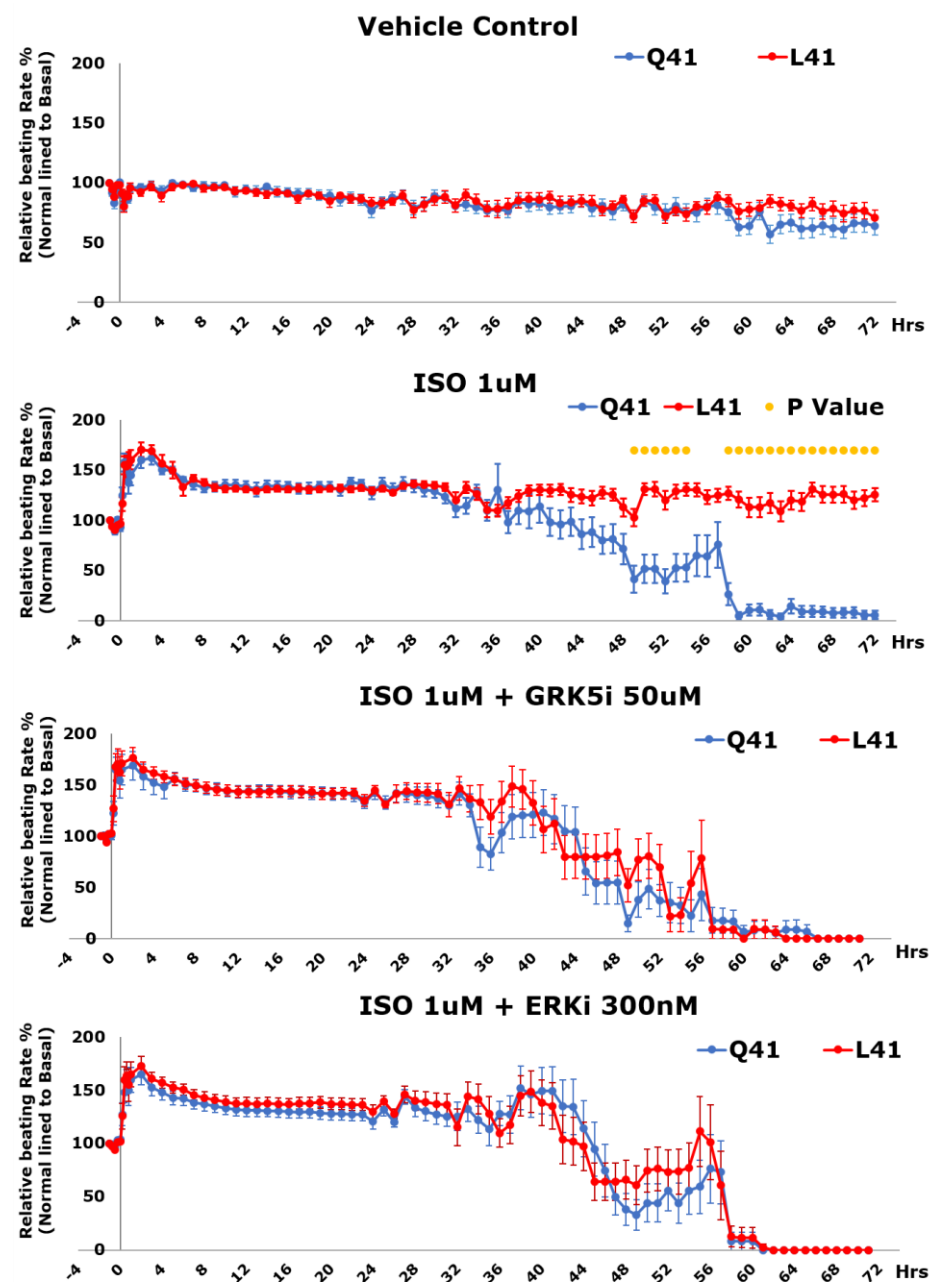 Vehicle Control
Q41 L41
Relative beating Rate %
(Normal lined to Basal)
200
150
100
50
0
-4 0 4 8 12 16 20 24 28 32 36 40 44 48 52 56 60 64 68 72 Hrs
ISO 1uM
Q41 L41 P Value
Relative beating Rate %
(Normal lined to Basal)
200
150
100
50
0
-4 0 4 8 12 16 20 24 28 32 36 40 44 48 52 56 60 64 68 72 Hrs
ISO 1uM + GRK5i 50uM
Q41 L41
Relative beating Rate %
(Normal lined to Basal)
200
150
100
50
0
-4 0 4 8 12 16 20 24 28 32 36 40 44 48 52 56 60 64 68 72 Hrs
ISO 1uM + ERKi 300nM
Q41 L41
Relative beating Rate %
(Normal lined to Basal)
200
150
100
50
0
-4 0 4 8 12 16 20 24 28 32 36 40 44 48 52 56 60 64 68 72 Hrs